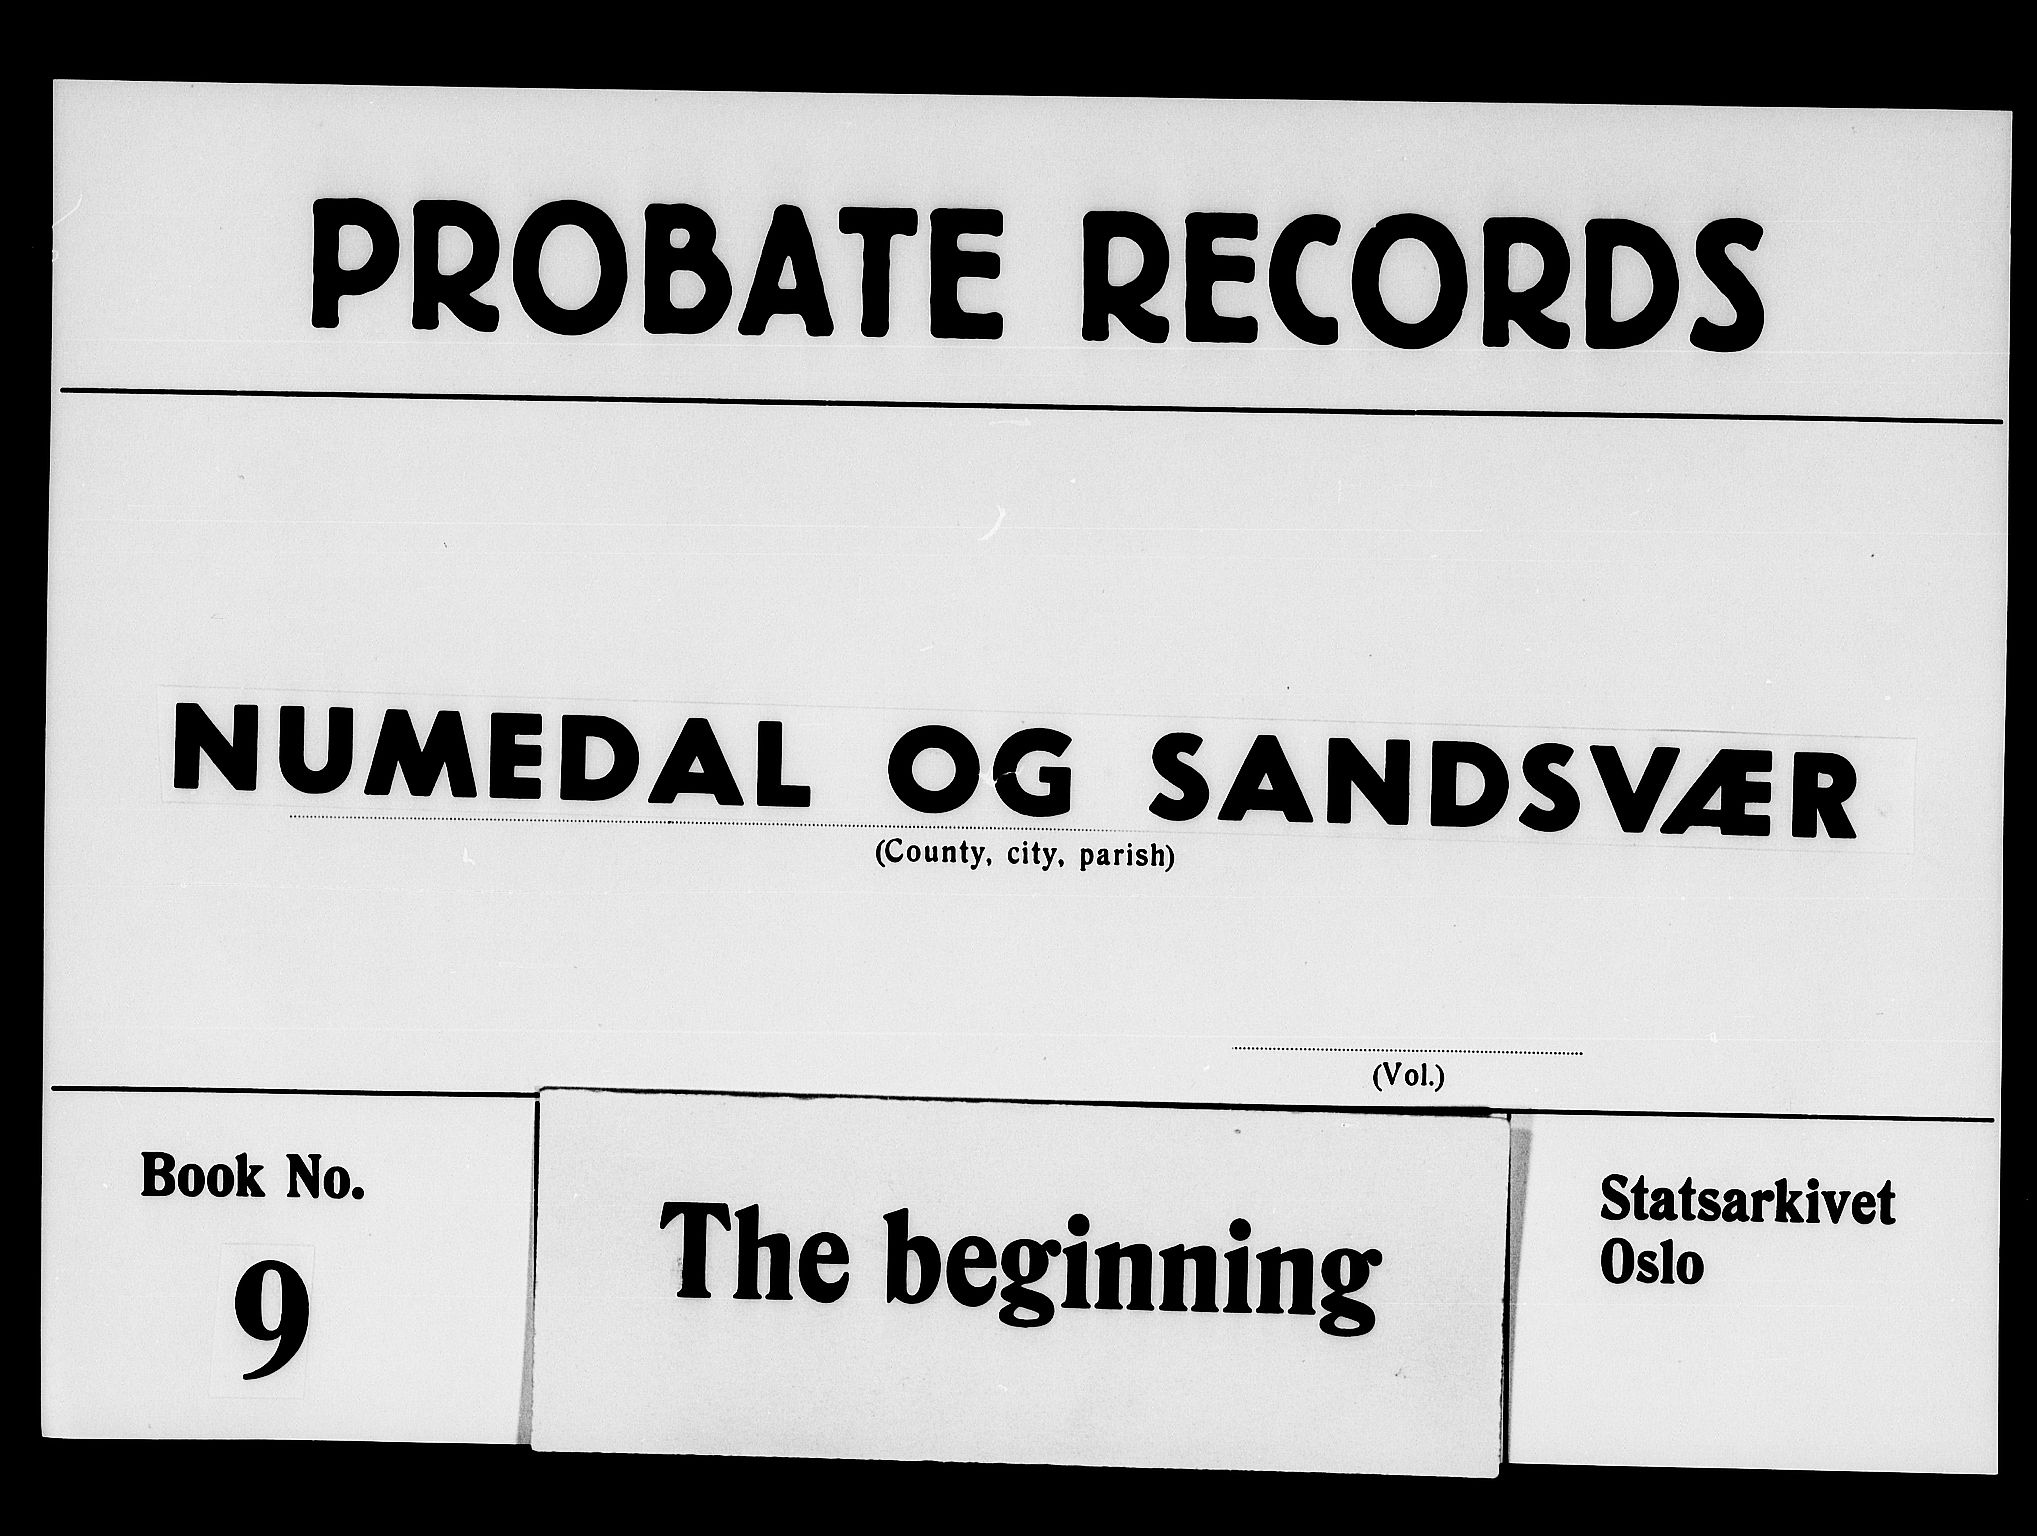 PROBATE RECORDS
NUMEDAL OG SANDSVÆR
(County, city, parish)
(Vol.)
Book No.
9
The beginning
Statsarkivet
Oslo